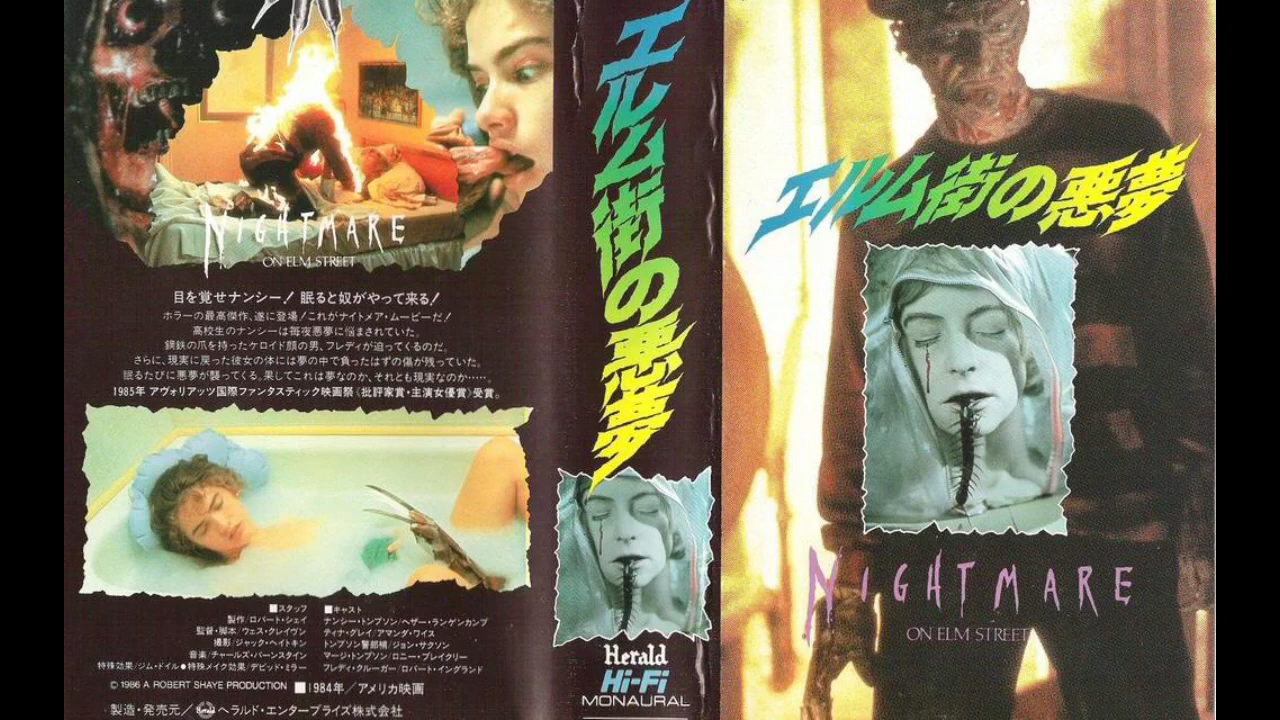 NIGHTMARE
ON ELM STREET
目を覚せナンシー! 眠ると奴がやって来る!
ホラーの最高傑作、遂に登場!これがナイトメア・ムービーだ!
高校生のナンシーは毎夜悪夢に悩まされていた。
鋼鉄の爪を持ったケロイド顔の男、フレディが迫ってくるのだ。
さらに、現実に戻った彼女の体には夢の中で負ったはずの傷が残っていた。
眠るたびに悪夢が襲ってくる。果してこれは夢なのか、それとも現実なのか……
1985年 アヴォリアッツ国際ファンタスティック映画祭《批評家賞・主演女優賞》受賞。
■スタッフ
製作/ロバート・シェイ
監督・脚本/ウェス・クレイヴン
撮影/ジャック・ヘイトキン
音楽/チャールズ・バーンスタイン
特殊効果/ジム・ドイル●特殊メイク効果/デビッド・ミラー
■キャスト
ナンシー・トンプソン/ヘザー・ランゲンカンプ
ティナ・グレイ/アマンダ・ワイス
トンプソン警部補/ジョン・サクソン
マージ・トンプソン/ロニー・ブレイクリー
フレディ・クルーガー/ロバート・イングランド
© 1986 A ROBERT SHAYE PRODUCTION ■1984年/アメリカ映画
製造・発売元/Herald ヘラルド・エンタープライズ株式会社
エルム街の悪夢
Herald
Hi-Fi
MONAURAL
エルム街の悪夢
NIGHTMARE
ON ELM STREET